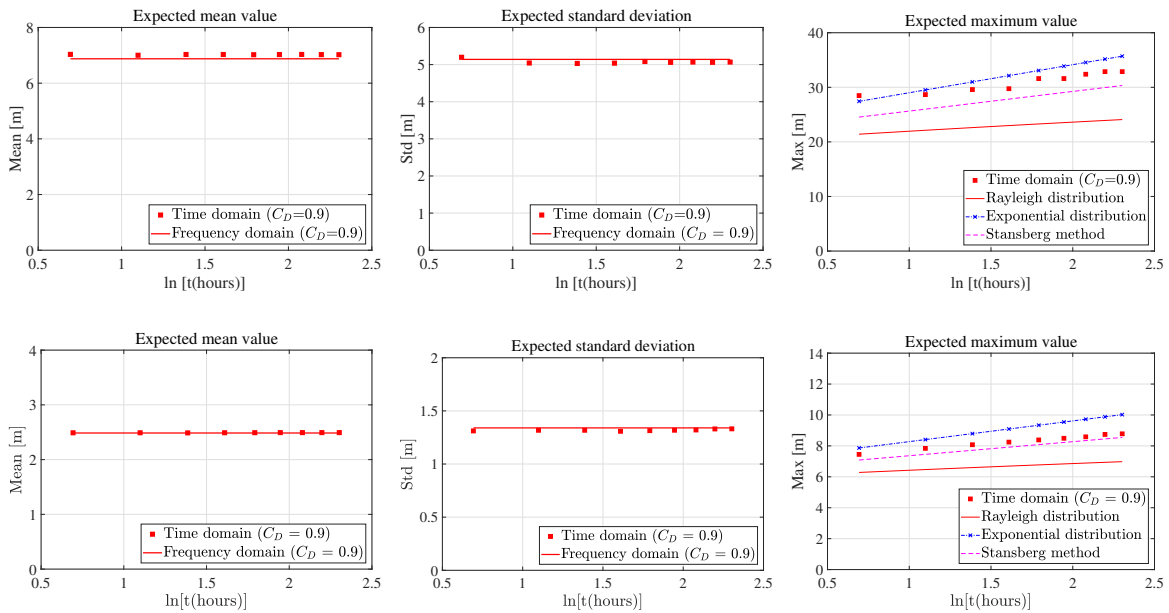 Expected mean value
Mean [m]
8
6
4
2
0
0.5
1
1.5
2
2.5
ln [t(hours)]
Time domain (C_D=0.9)
Frequency domain (C_D=0.9)
Expected standard deviation
Std [m]
6
5
4
3
2
1
0
0.5
1
1.5
2
2.5
ln [t(hours)]
Time domain (C_D=0.9)
Frequency domain (C_D = 0.9)
Expected maximum value
Max [m]
40
30
20
10
0
0.5
1
1.5
2
2.5
ln [t(hours)]
Time domain (C_D=0.9)
Rayleigh distribution
Exponential distribution
Stansberg method
Expected mean value
Mean [m]
4
3
2
1
0
0.5
1
1.5
2
2.5
ln[t(hours)]
Time domain (C_D = 0.9)
Frequency domain (C_D = 0.9)
Expected standard deviation
Std [m]
2
1.5
1
0.5
0
0.5
1
1.5
2
2.5
ln[t(hours)]
Time domain (C_D = 0.9)
Frequency domain (C_D = 0.9)
Expected maximum value
Max [m]
14
12
10
8
6
4
2
0
0.5
1
1.5
2
2.5
ln[t(hours)]
Time domain (C_D = 0.9)
Rayleigh distribution
Exponential distribution
Stansberg method